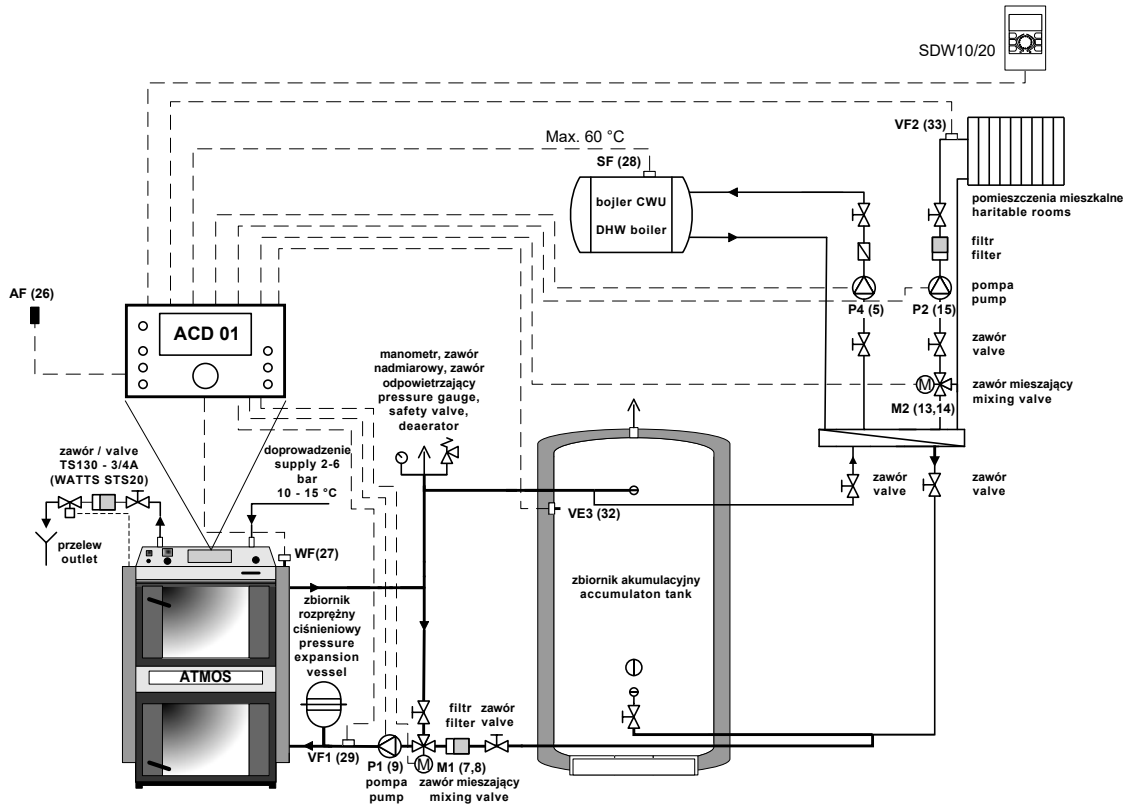 SDW10/20
VF2 (33)
Max. 60 °C
SF (28)
bojler CWU
DHW boiler
pomieszczenia mieszkalne
haritable rooms
filtr
filter
pompa
pump
P4 (5)
P2 (15)
zawór
valve
zawór mieszający
mixing valve
M2 (13,14)
AF (26)
ACD 01
manometr, zawór
nadmiarowy, zawór
odpowietrzający
pressure gauge,
safety valve,
deaerator
zawór / valve
TS130 - 3/4A
(WATTS STS20)
doprowadzenie
supply 2-6
bar
10 - 15 °C
zawór
valve
zawór
valve
VE3 (32)
przelew
outlet
WF(27)
zbiornik
rozprężny
ciśnieniowy
pressure
expansion
vessel
zbiornik akumulacyjny
accumulaton tank
ATMOS
filtr
filter
zawór
valve
VF1 (29)
P1 (9)
pompa
pump
M
M
M1 (7,8)
zawór mieszający
mixing valve